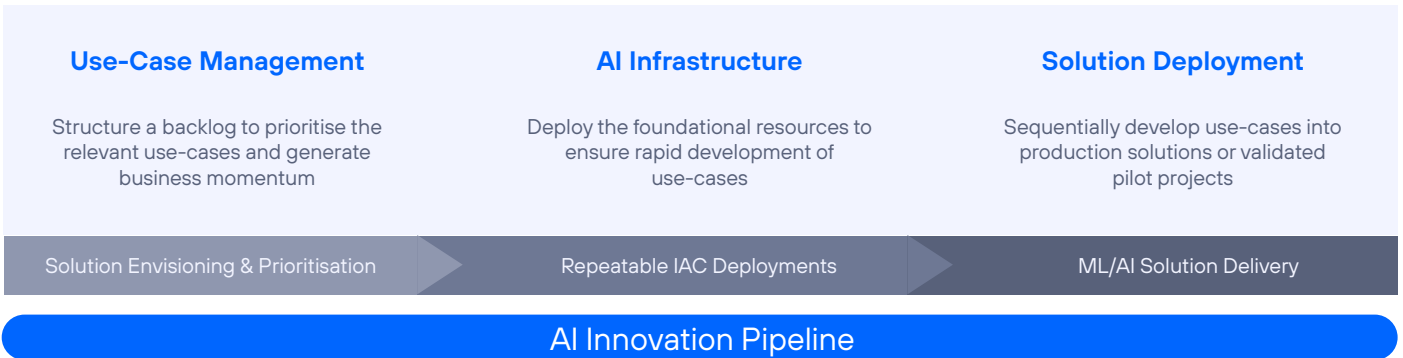 Use-Case Management
Structure a backlog to prioritise the
relevant use-cases and generate
business momentum
AI Infrastructure
Deploy the foundational resources to
ensure rapid development of
use-cases
Solution Deployment
Sequentially develop use-cases into
production solutions or validated
pilot projects
Solution Envisioning & Prioritisation
Repeatable IAC Deployments
ML/AI Solution Delivery
AI Innovation Pipeline